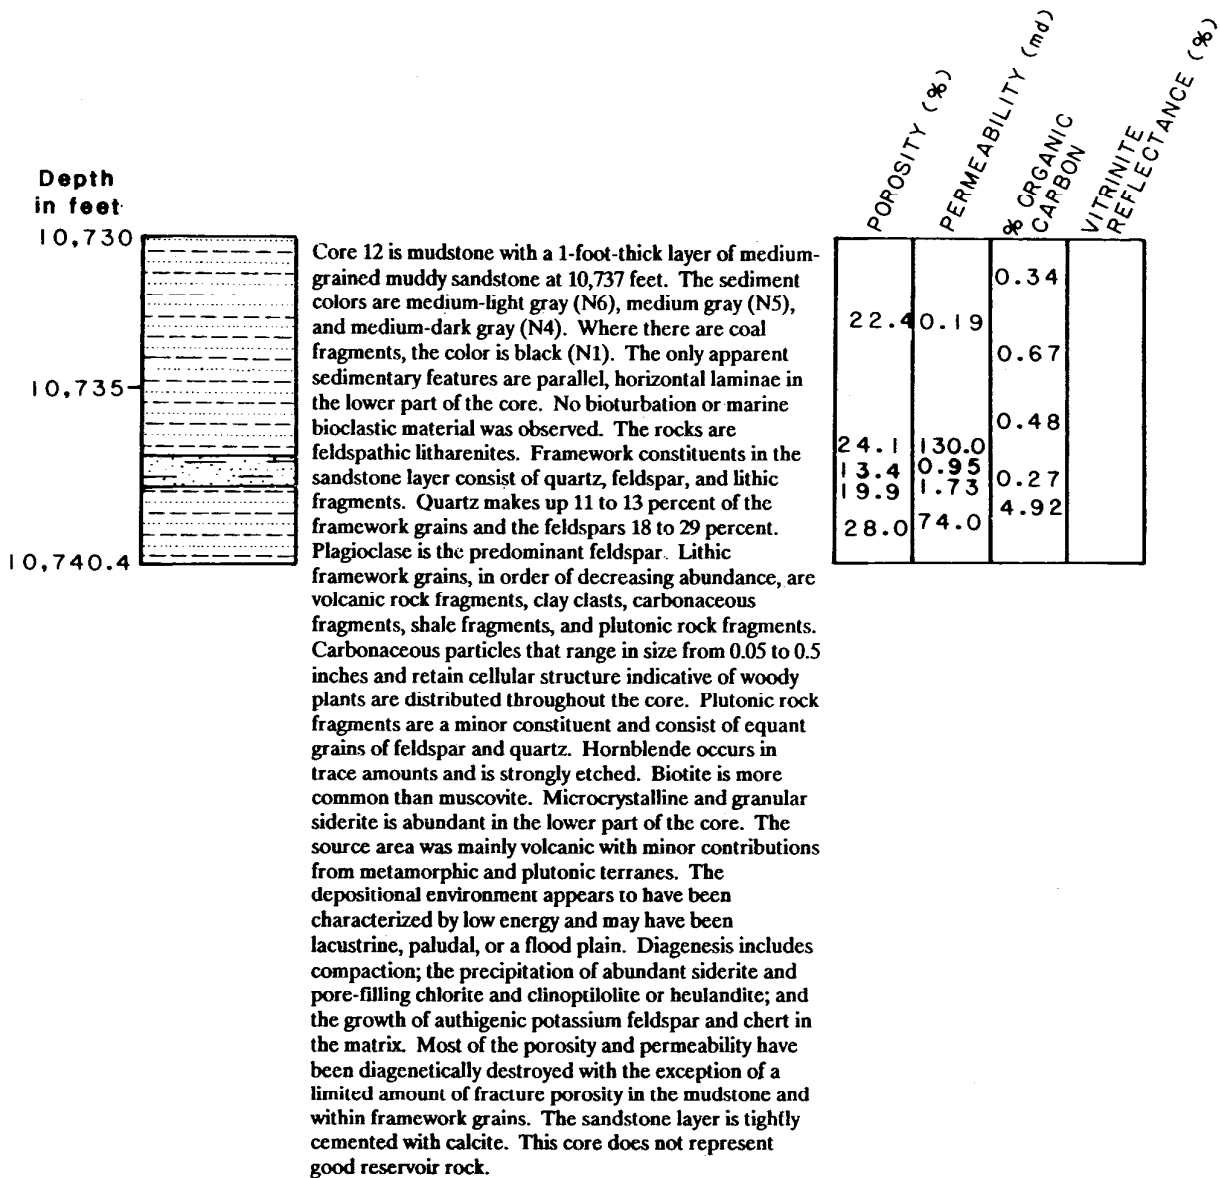 POROSITY (%)
PERMEABILITY (md)
% ORGANIC
CARBON
VITRINITE
REFLECTANCE (%)
Depth
in feet
10,730
10,735
10,740.4
Core 12 is mudstone with a 1-foot-thick layer of medium-
grained muddy sandstone at 10,737 feet. The sediment
colors are medium-light gray (N6), medium gray (N5),
and medium-dark gray (N4). Where there are coal
fragments, the color is black (N1). The only apparent
sedimentary features are parallel, horizontal laminae in
the lower part of the core. No bioturbation or marine
bioclastic material was observed. The rocks are
feldspathic litharenites. Framework constituents in the
sandstone layer consist of quartz, feldspar, and lithic
fragments. Quartz makes up 11 to 13 percent of the
framework grains and the feldspars 18 to 29 percent.
Plagioclase is the predominant feldspar. Lithic
framework grains, in order of decreasing abundance, are
volcanic rock fragments, clay clasts, carbonaceous
fragments, shale fragments, and plutonic rock fragments.
Carbonaceous particles that range in size from 0.05 to 0.5
inches and retain cellular structure indicative of woody
plants are distributed throughout the core. Plutonic rock
fragments are a minor constituent and consist of equant
grains of feldspar and quartz. Hornblende occurs in
trace amounts and is strongly etched. Biotite is more
common than muscovite. Microcrystalline and granular
siderite is abundant in the lower part of the core. The
source area was mainly volcanic with minor contributions
from metamorphic and plutonic terranes. The
depositional environment appears to have been
characterized by low energy and may have been
lacustrine, paludal, or a flood plain. Diagenesis includes
compaction; the precipitation of abundant siderite and
pore-filling chlorite and clinoptilolite or heulandite; and
the growth of authigenic potassium feldspar and chert in
the matrix. Most of the porosity and permeability have
been diagenetically destroyed with the exception of a
limited amount of fracture porosity in the mudstone and
within framework grains. The sandstone layer is tightly
cemented with calcite. This core does not represent
good reservoir rock.
0.34
22.4 0.19
0.67
0.48
24.1 130.0
13.4 0.95
0.27
19.9 1.73
4.92
28.0 74.0